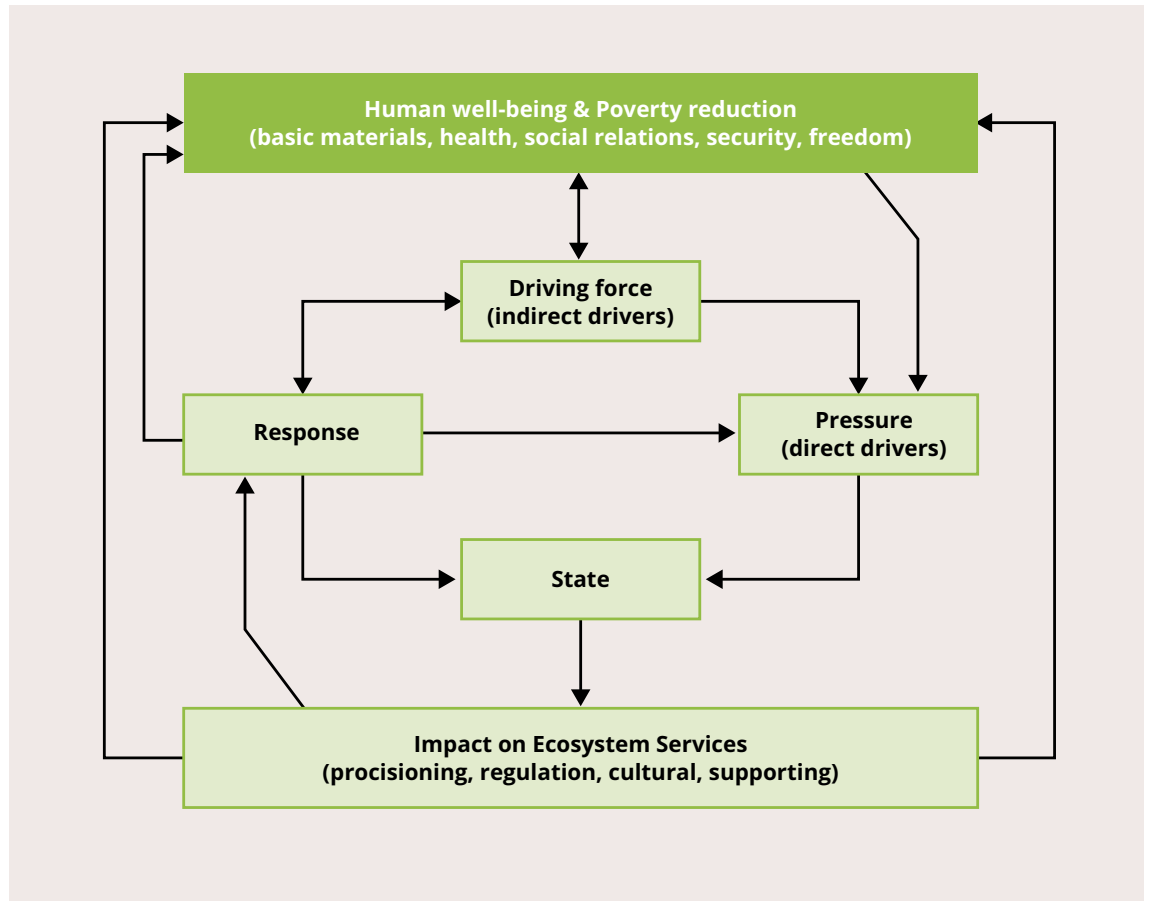 Human well-being & Poverty reduction
(basic materials, health, social relations, security, freedom)
Driving force
(indirect drivers)
Response
Pressure
(direct drivers)
State
Impact on Ecosystem Services
(procisioning, regulation, cultural, supporting)